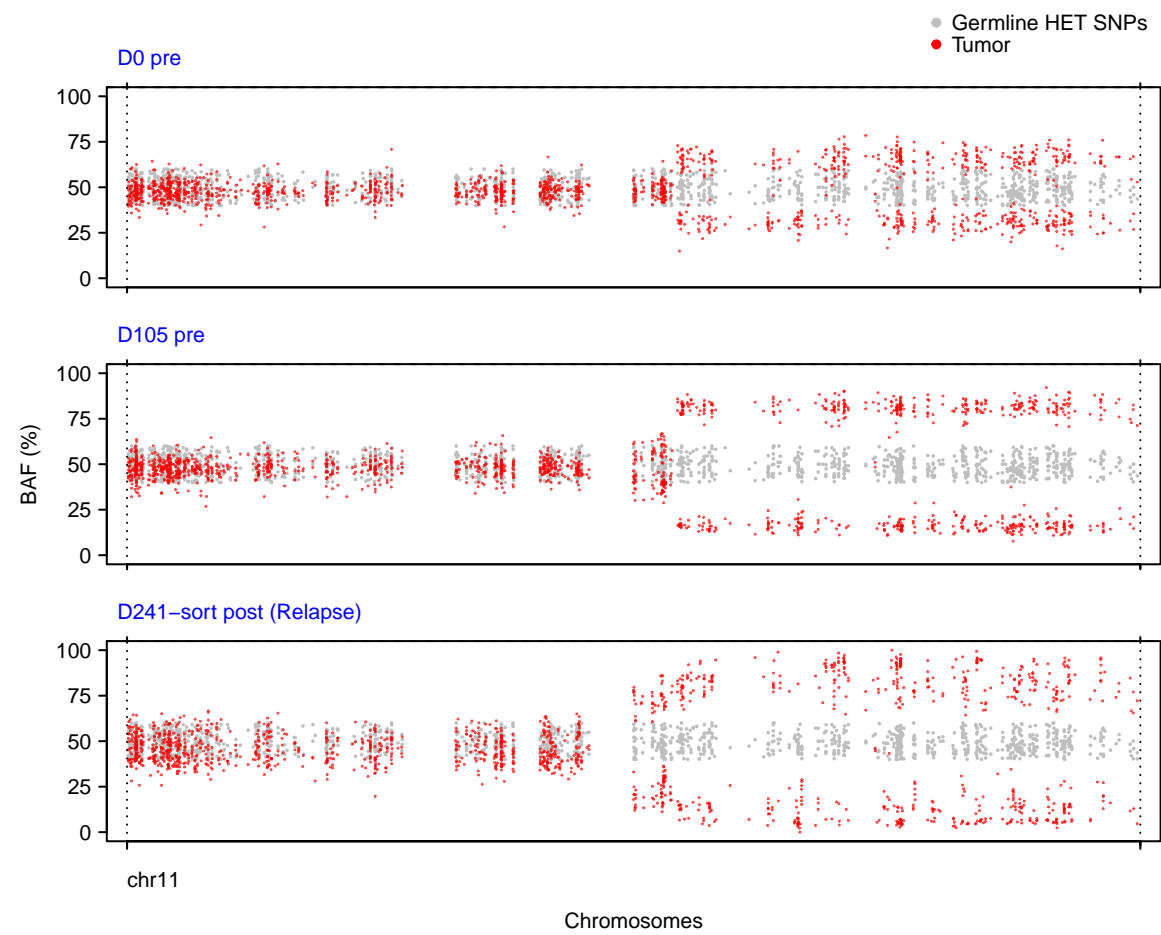 Germline HET SNPs
Tumor
D0 pre
100
75
50
25
0
D105 pre
100
75
50
25
0
BAF (%)
D241−sort post (Relapse)
100
75
50
25
0
chr11
Chromosomes